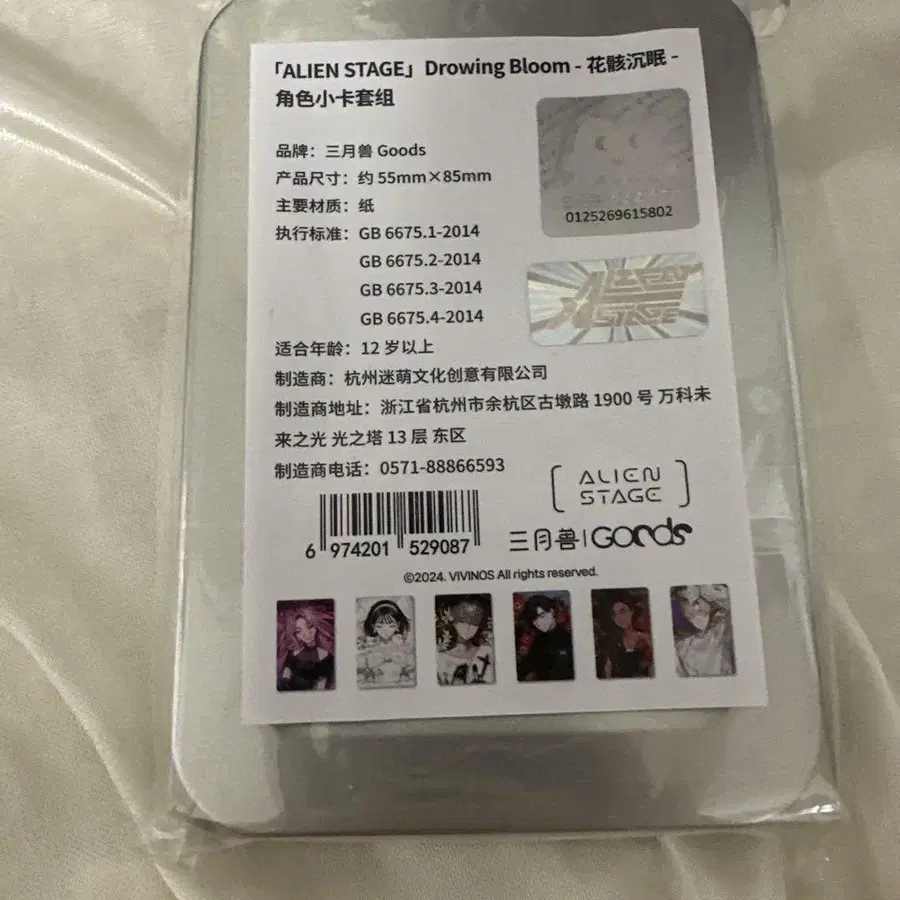 「ALIEN STAGE」Drowing Bloom - 花骸沉眠 -
角色小卡套组
品牌：三月兽 Goods
产品尺寸：约 55mm×85mm
主要材质：纸
执行标准：GB 6675.1-2014
GB 6675.2-2014
GB 6675.3-2014
GB 6675.4-2014
适合年龄：12 岁以上
制造商：杭州迷萌文化创意有限公司
制造商地址：浙江省杭州市余杭区古墩路 1900 号 万科未
来之光 光之塔 13 层 东区
制造商电话：0571-88866593
0125269615802
ALIEN
STAGE
ALIEN
STAGE
三月兽 | Goods
6 974201 529087
©2024. VIVINOS All rights reserved.